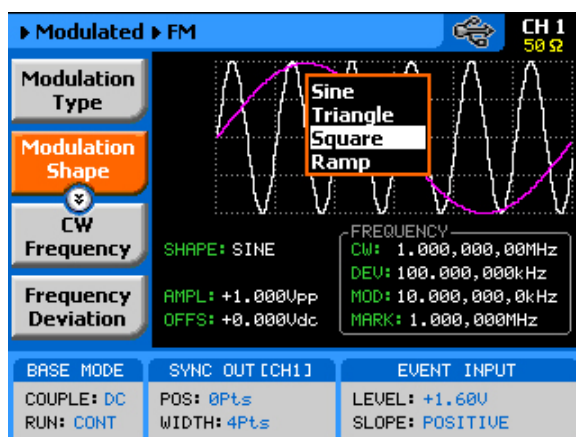 Modulated FM
CH 1
50 Ω
Modulation
Type
Modulation
Shape
CW
Frequency
Frequency
Deviation
Sine
Triangle
Square
Ramp
SHAPE: SINE
AMPL: +1.000Vpp
OFFS: +0.000Vdc
FREQUENCY
CW: 1.000,000,00MHz
DEV: 100.000,000kHz
MOD: 10.000,000,0kHz
MARK: 1.000,000MHz
BASE MODE
COUPLE: DC
RUN: CONT
SYNC OUT [CH1]
POS: 0Pts
WIDTH: 4Pts
EVENT INPUT
LEVEL: +1.60V
SLOPE: POSITIVE